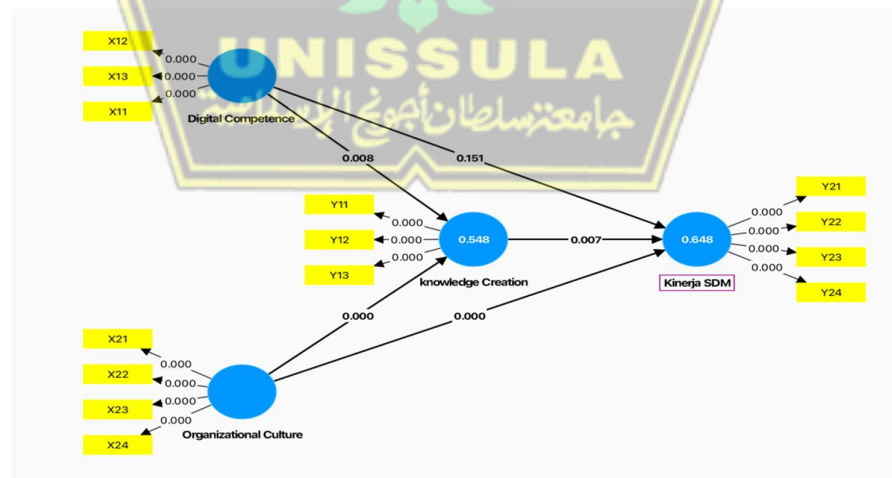 UNISSULA
جامعة سلطان أجونج الإسلامية
X12
X13
X11
0.000
0.000
0.000
Digital Competence
0.008
0.151
Y11
Y12
Y13
0.000
0.000
0.000
0.548
knowledge Creation
0.007
0.648
Kinerja SDM
0.000
0.000
0.000
0.000
Y21
Y22
Y23
Y24
0.000
0.000
X21
X22
X23
X24
0.000
0.000
0.000
0.000
Organizational Culture